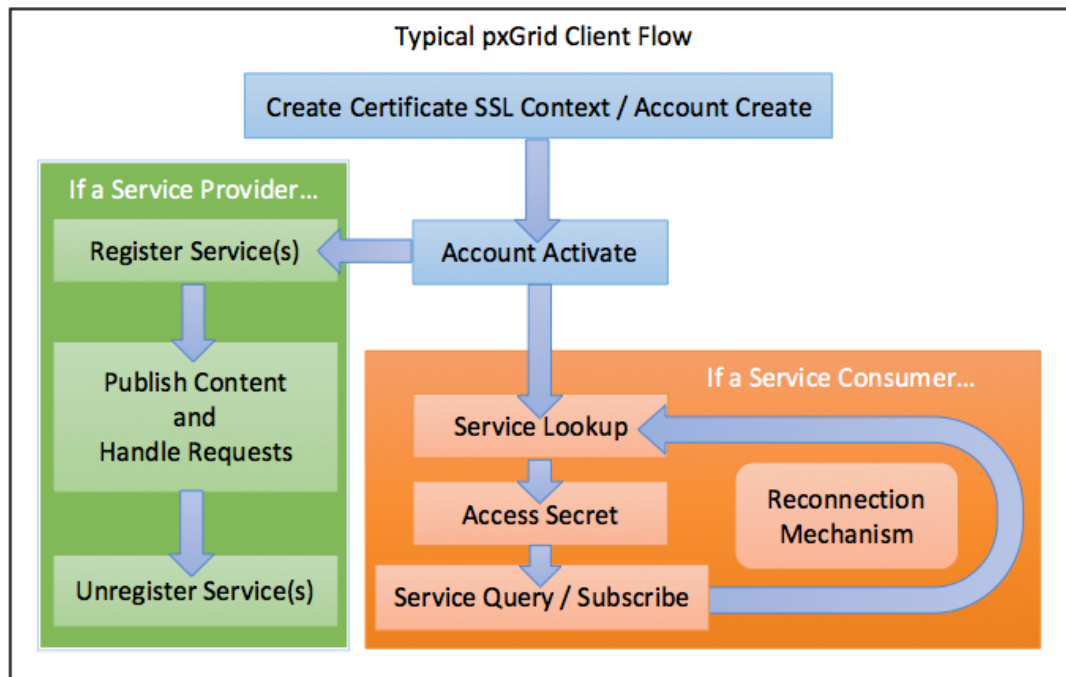 Typical pxGrid Client Flow
Create Certificate SSL Context / Account Create
If a Service Provider...
Register Service(s)
Account Activate
Publish Content
and
Handle Requests
Unregister Service(s)
If a Service Consumer...
Service Lookup
Access Secret
Service Query / Subscribe
Reconnection
Mechanism